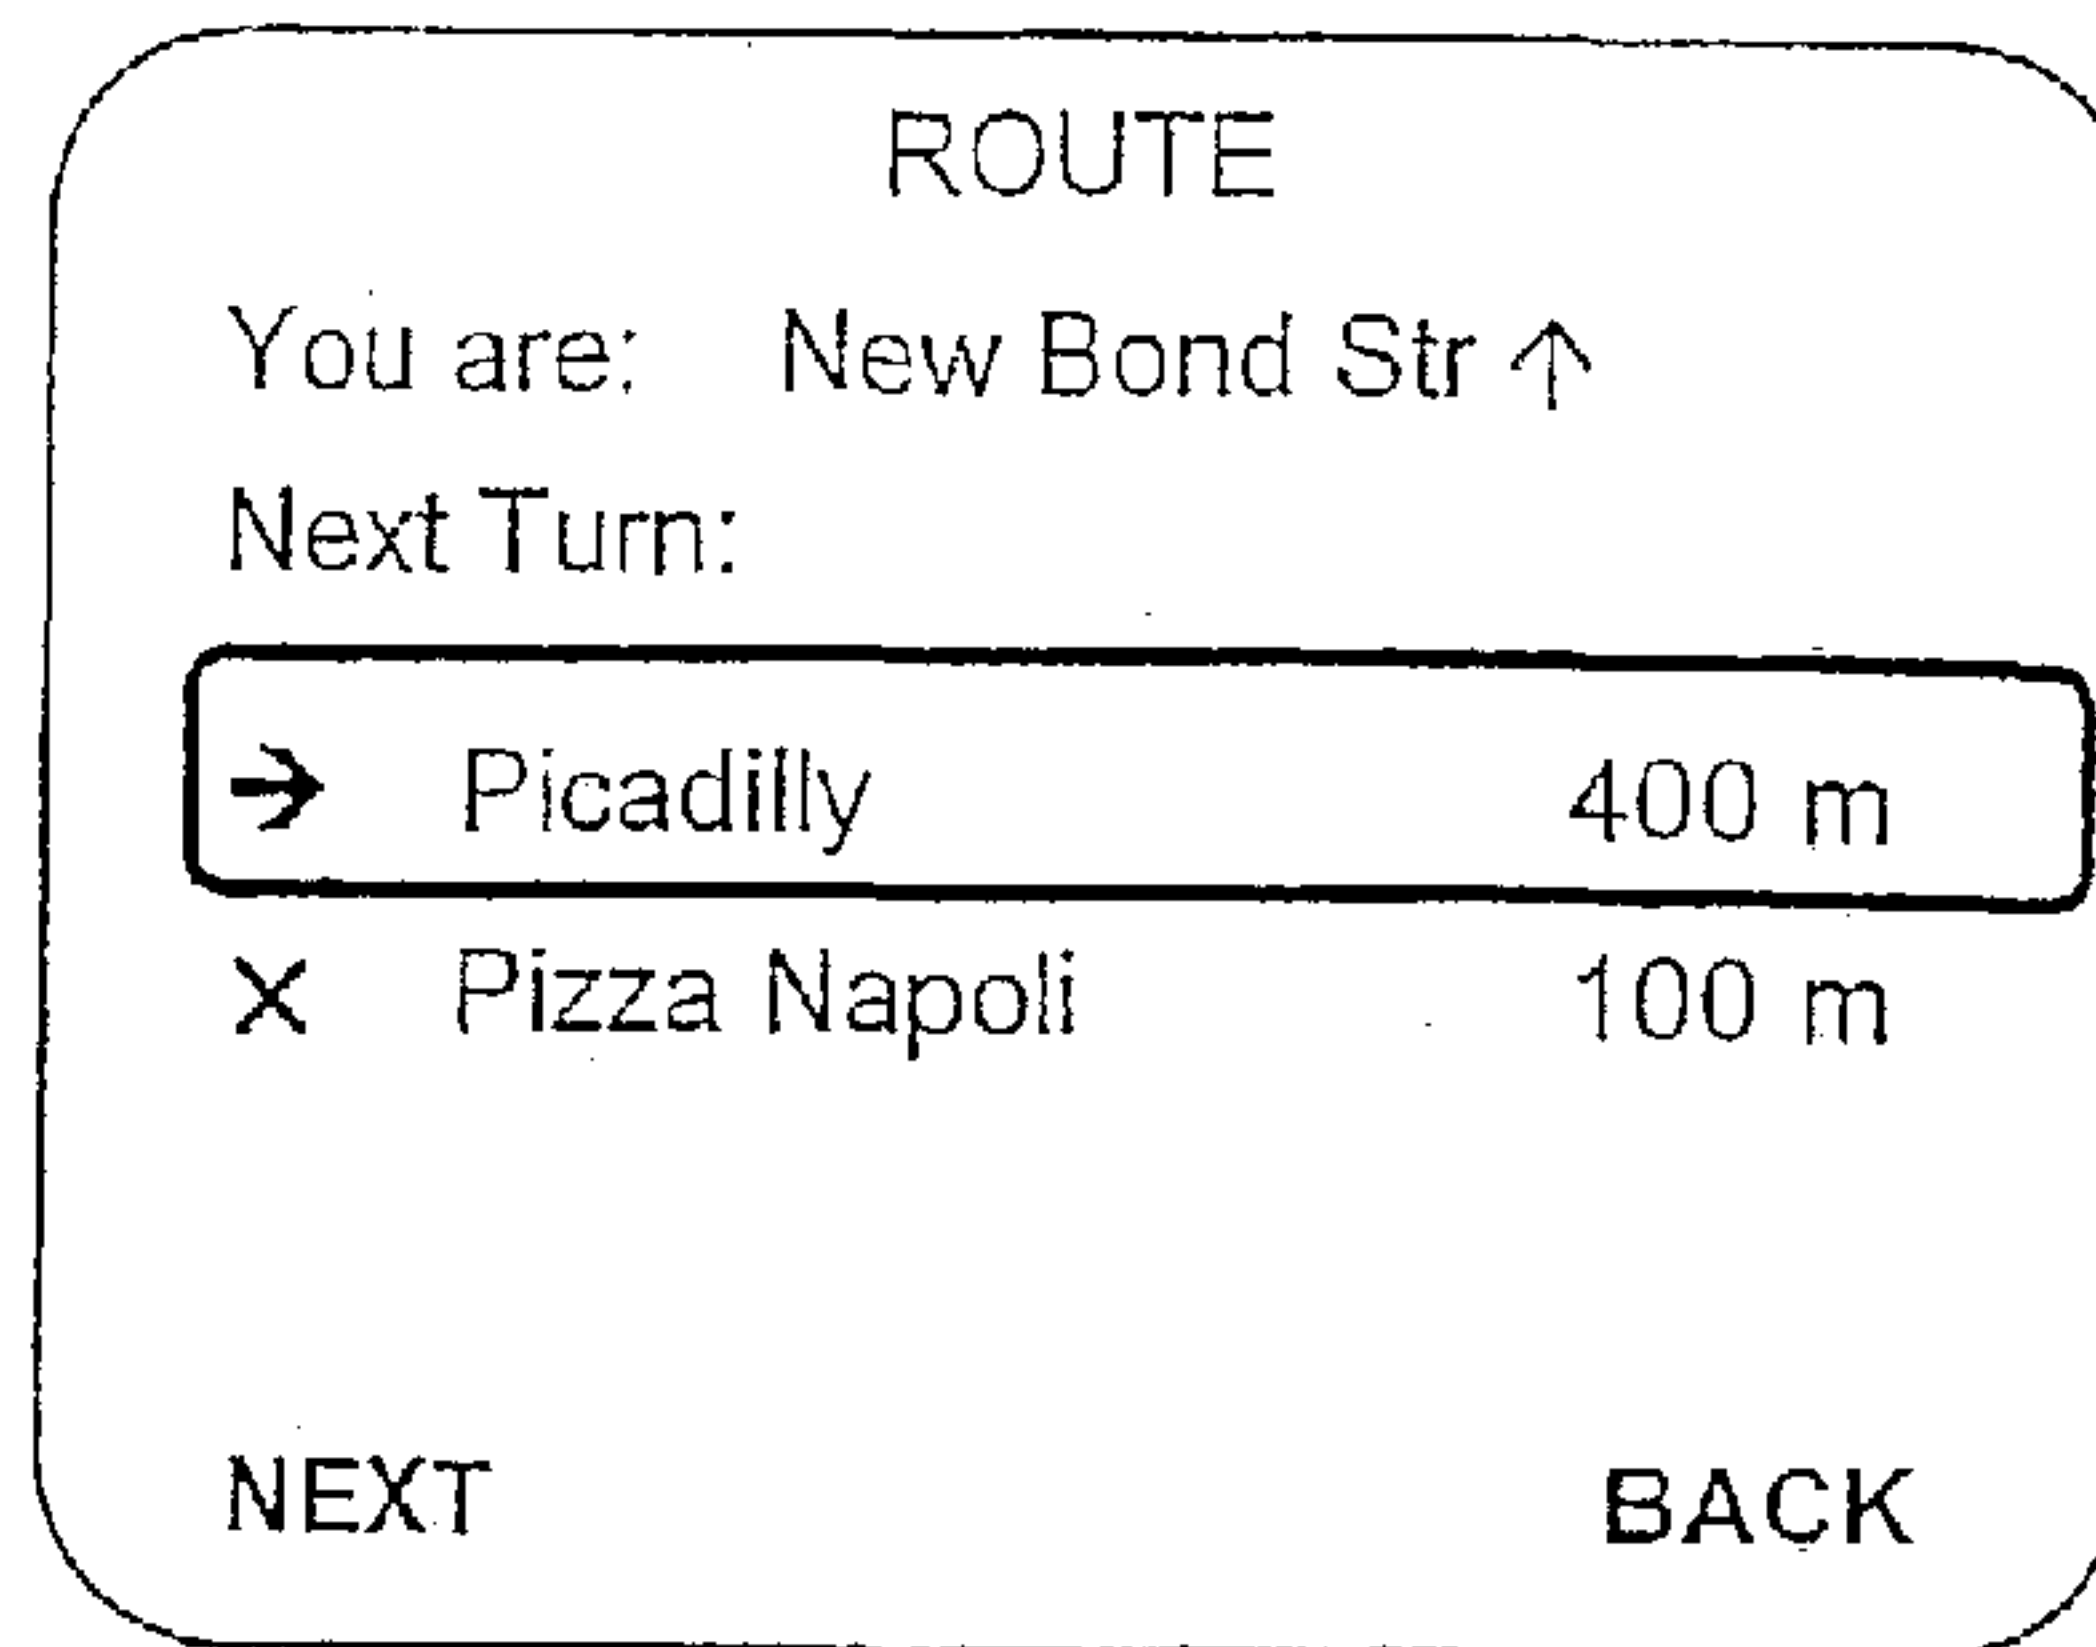 ROUTE
You are: New Bond Str ↑
Next Turn:
→ Picadilly 400 m
× Pizza Napoli 100 m
NEXT BACK